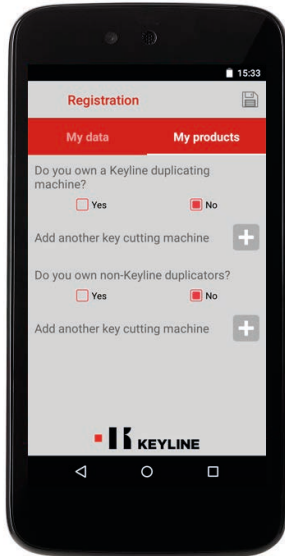 15:33
Registration
My data My products
Do you own a Keyline duplicating
machine?
Yes No
Add another key cutting machine
Do you own non-Keyline duplicators?
Yes No
Add another key cutting machine
KEYLINE